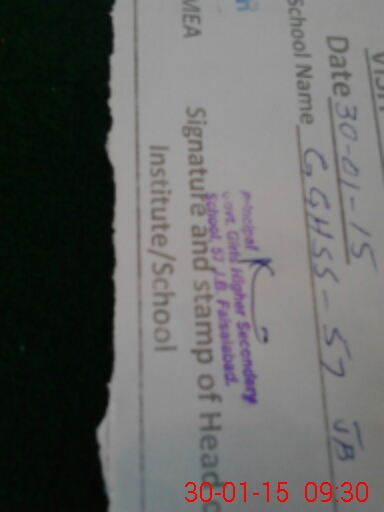 Date 30-01-15
School Name GGHSS-57 JB
MEA
Principal
Govt. Girls Higher Secondary
School, 57 J.B. Faisalabad.
Signature and stamp of Head
Institute/School
30-01-15 09:30